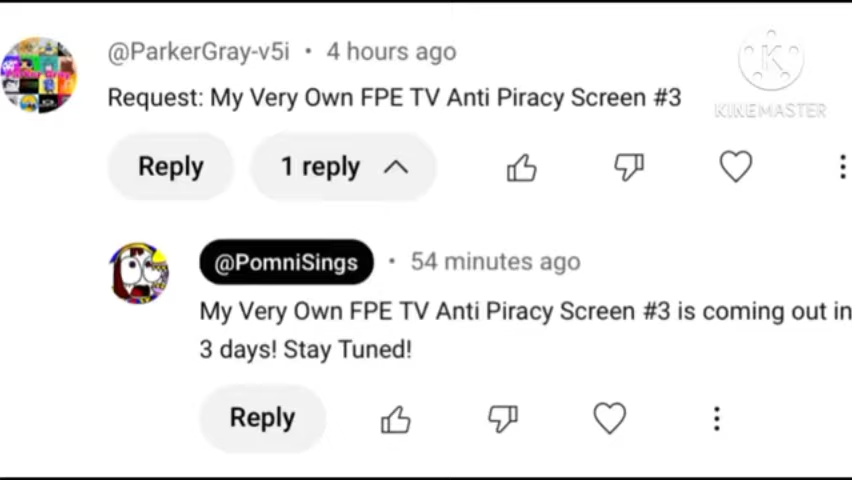 @ParkerGray-v5i • 4 hours ago
Request: My Very Own FPE TV Anti Piracy Screen #3
KINEMASTER
Reply
1 reply
@PomniSings • 54 minutes ago
My Very Own FPE TV Anti Piracy Screen #3 is coming out in
3 days! Stay Tuned!
Reply